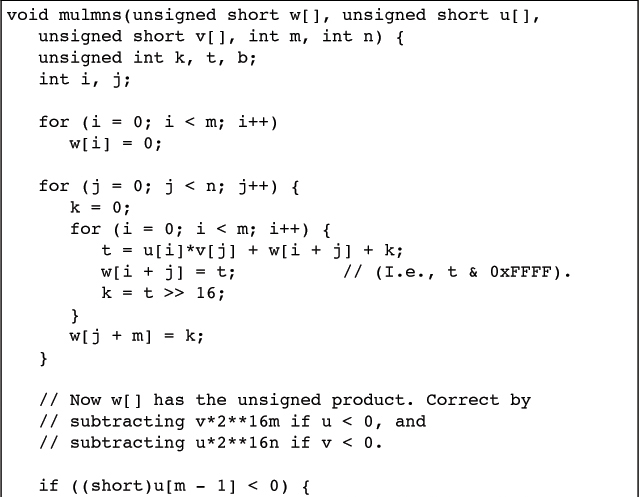 void mulmns(unsigned short w[], unsigned short u[],
   unsigned short v[], int m, int n) {
   unsigned int k, t, b;
   int i, j;

   for (i = 0; i < m; i++)
      w[i] = 0;

   for (j = 0; j < n; j++) {
      k = 0;
      for (i = 0; i < m; i++) {
         t = u[i]*v[j] + w[i + j] + k;
         w[i + j] = t;          // (I.e., t & 0xFFFF).
         k = t >> 16;
      }
      w[j + m] = k;
   }

   // Now w[] has the unsigned product. Correct by
   // subtracting v*2**16m if u < 0, and
   // subtracting u*2**16n if v < 0.

   if ((short)u[m - 1] < 0) {